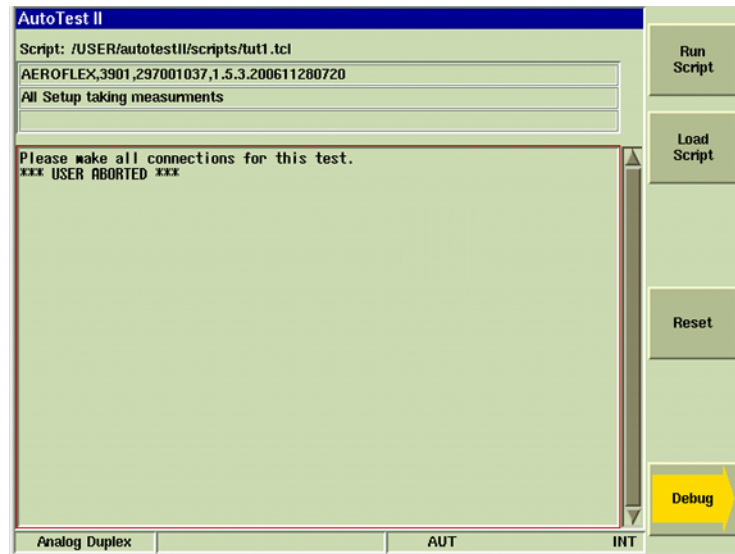 AutoTest II
Script: /USER/autotestII/scripts/tut1.tcl
AEROFLEX,3901,297001037,1.5.3.200611280720
All Setup taking measurments
Please make all connections for this test.
*** USER ABORTED ***
Run
Script
Load
Script
Reset
Debug
Analog Duplex AUT INT